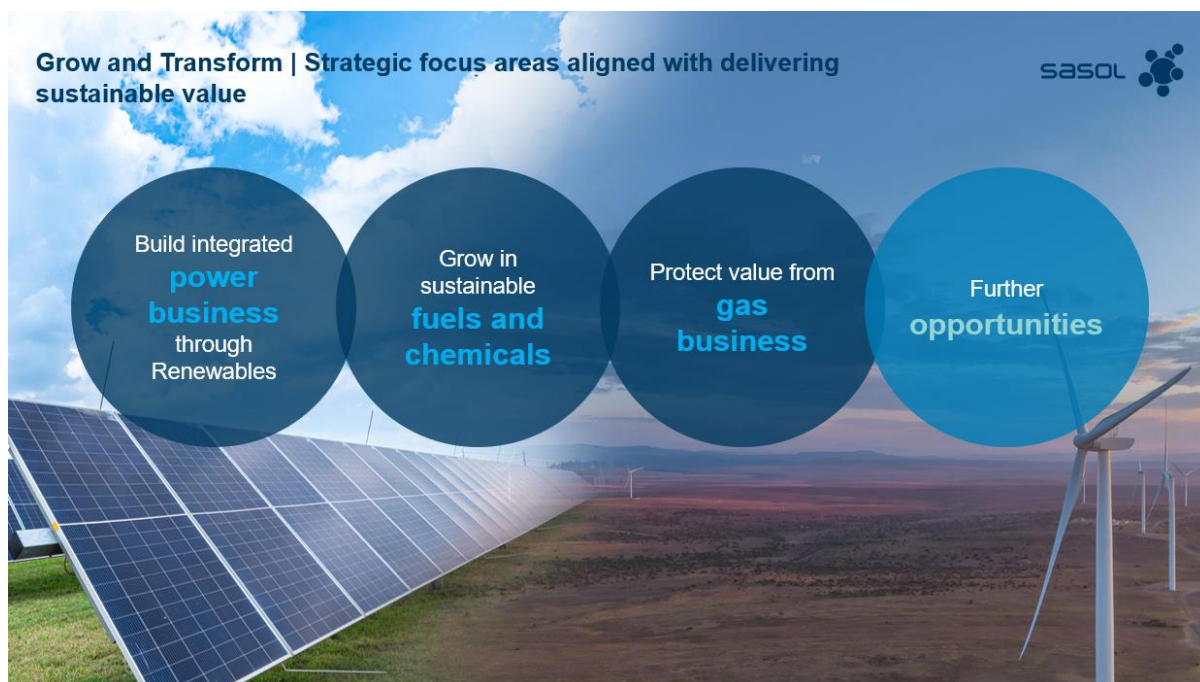 Grow and Transform | Strategic focus areas aligned with delivering
sustainable value
sasol
Build integrated
power
business
through
Renewables
Grow in
sustainable
fuels and
chemicals
Protect value from
gas
business
Further
opportunities